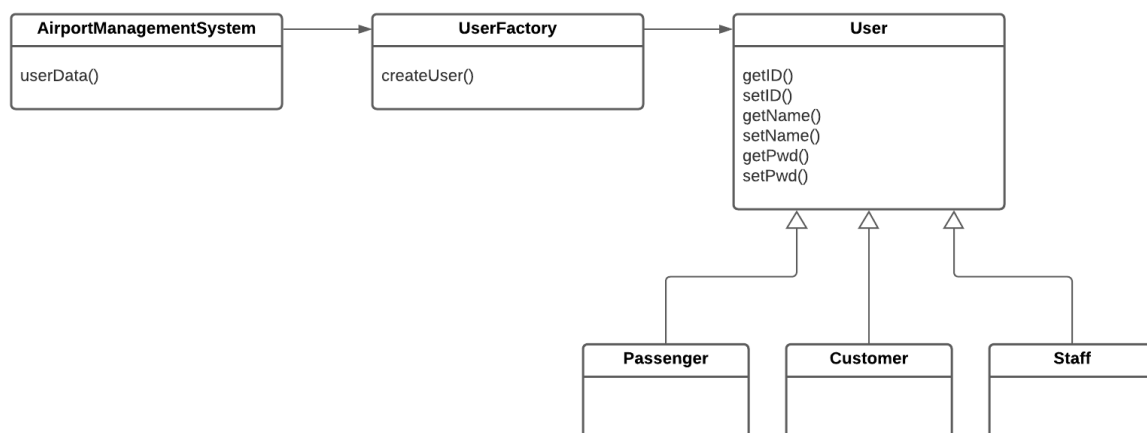 AirportManagementSystem
userData()
UserFactory
createUser()
User
getID()
setID()
getName()
setName()
getPwd()
setPwd()
Passenger
Customer
Staff